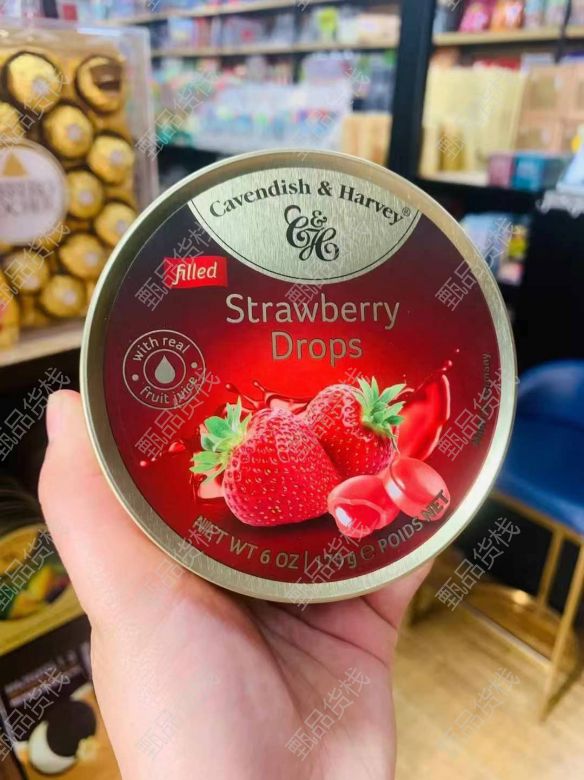 Cavendish & Harvey®
C&H
filled
Strawberry
Drops
with real
fruit juice
NET WT 6 OZ | 175g ℮ POIDS NET
甄品货栈